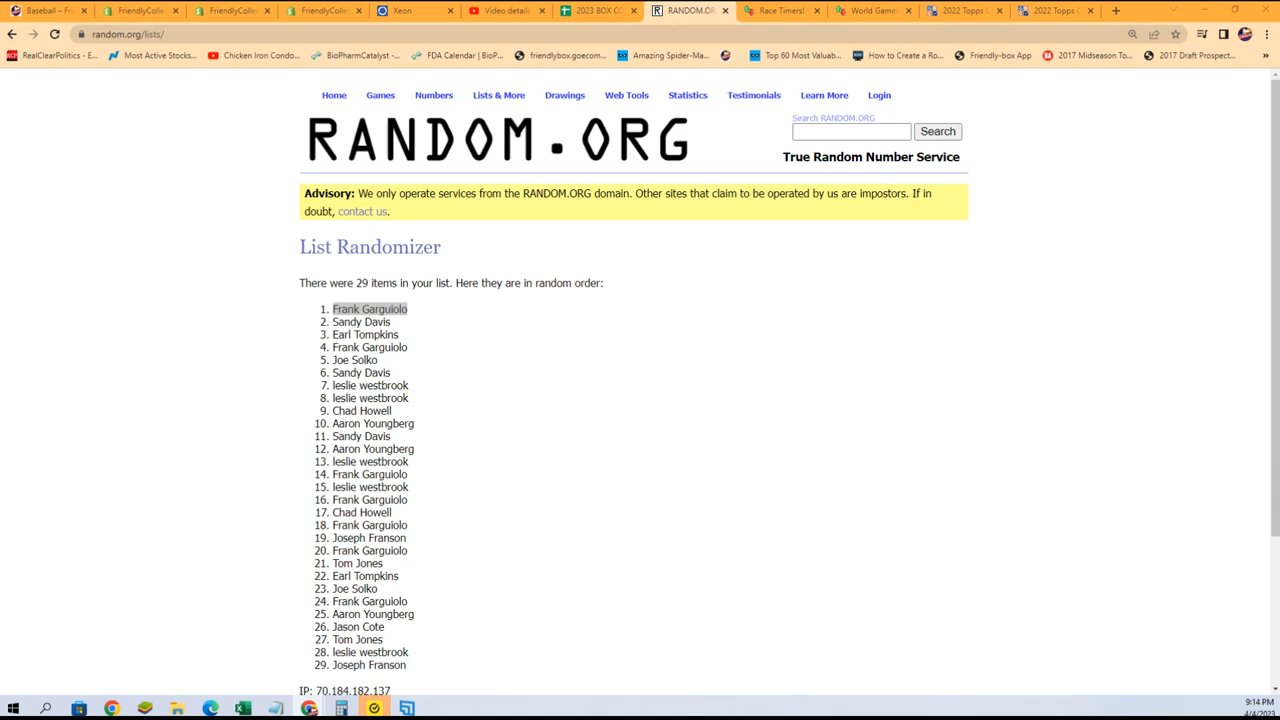 Baseball – Fri
FriendlyColle
FriendlyColle
FriendlyColle
Xeon
Video details
2023 BOX CO
RANDOM.OR
Race Timers!
World Game
2022 Topps
2022 Topps
random.org/lists/
RealClearPolitics - E...
Most Active Stocks...
Chicken Iron Condo...
BioPharmCatalyst -...
FDA Calendar | BioP...
friendlybox.goecom...
Amazing Spider-Ma...
Top 60 Most Valuab...
How to Create a Ro...
Friendly-box App
2017 Midseason To...
2017 Draft Prospect...
Home Games Numbers Lists & More Drawings Web Tools Statistics Testimonials Learn More Login
RANDOM.ORG
Search RANDOM.ORG
Search
True Random Number Service
Advisory: We only operate services from the RANDOM.ORG domain. Other sites that claim to be operated by us are impostors. If in
doubt, contact us.
List Randomizer
There were 29 items in your list. Here they are in random order:
1. Frank Garguiolo
2. Sandy Davis
3. Earl Tompkins
4. Frank Garguiolo
5. Joe Solko
6. Sandy Davis
7. leslie westbrook
8. leslie westbrook
9. Chad Howell
10. Aaron Youngberg
11. Sandy Davis
12. Aaron Youngberg
13. leslie westbrook
14. Frank Garguiolo
15. leslie westbrook
16. Frank Garguiolo
17. Chad Howell
18. Frank Garguiolo
19. Joseph Franson
20. Frank Garguiolo
21. Tom Jones
22. Earl Tompkins
23. Joe Solko
24. Frank Garguiolo
25. Aaron Youngberg
26. Jason Cote
27. Tom Jones
28. leslie westbrook
29. Joseph Franson
IP: 70.184.182.137
9:14 PM
4/4/2023